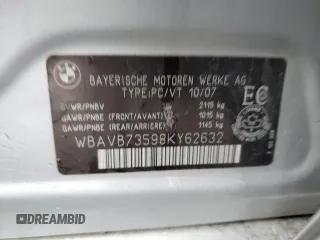 BMW
BAYERISCHE MOTOREN WERKE AG
TYPE:PC/VT 10/07
GVWR/PNBV 2115 kg
GAWR/PNBE (FRONT/AVANT) 1015 kg
GAWR/PNBE (REAR/ARRIERE) 1145 kg
EC
WBAVB73598KY62632
DREAMBID